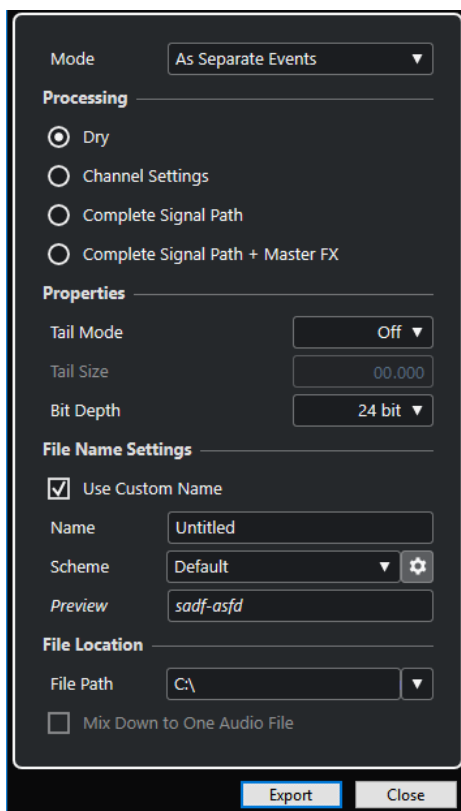 Mode As Separate Events
Processing
Dry
Channel Settings
Complete Signal Path
Complete Signal Path + Master FX
Properties
Tail Mode Off
Tail Size 00.000
Bit Depth 24 bit
File Name Settings
Use Custom Name
Name Untitled
Scheme Default
Preview sadf-asfd
File Location
File Path C:\
Mix Down to One Audio File
Export Close